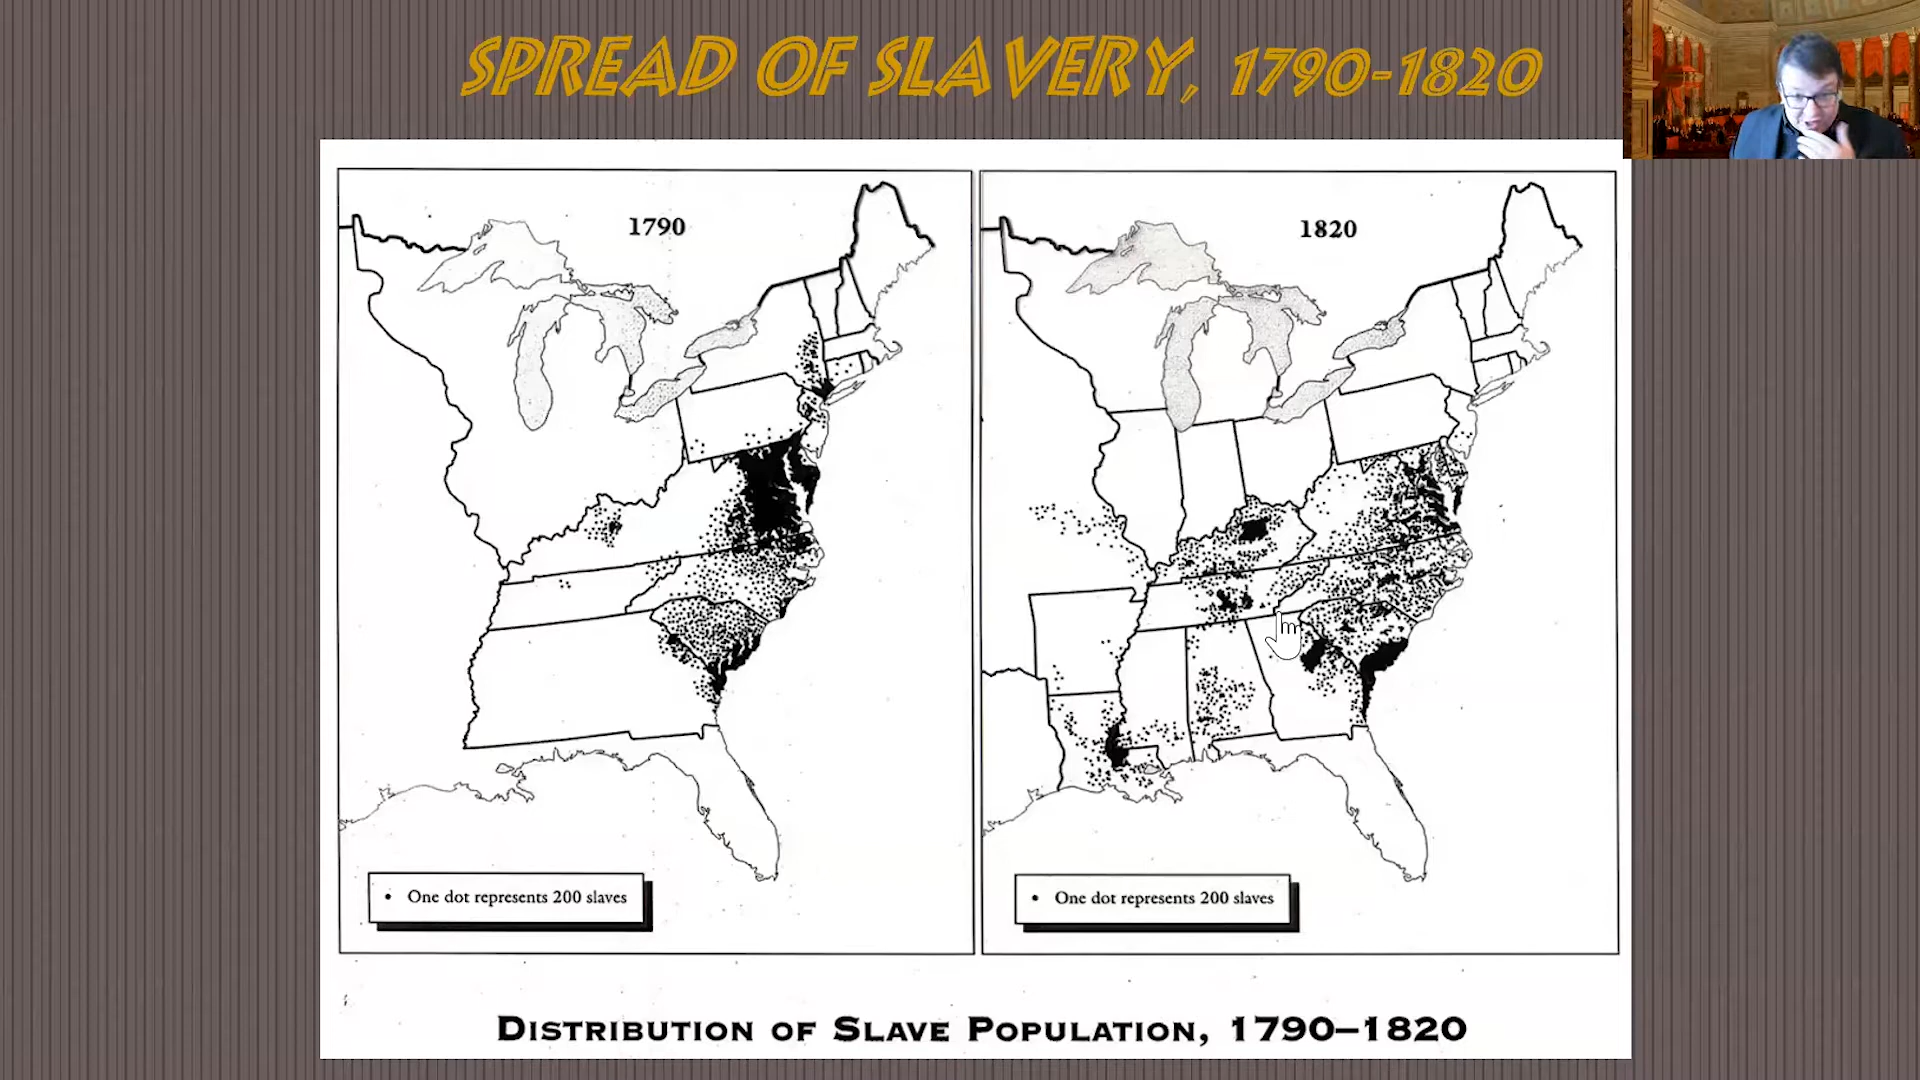 SPREAD OF SLAVERY, 1790-1820
1790
1820
• One dot represents 200 slaves
• One dot represents 200 slaves
DISTRIBUTION OF SLAVE POPULATION, 1790–1820